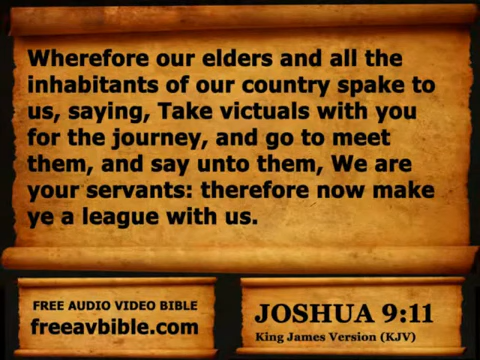 Wherefore our elders and all the
inhabitants of our country spake to
us, saying, Take victuals with you
for the journey, and go to meet
them, and say unto them, We are
your servants: therefore now make
ye a league with us.
FREE AUDIO VIDEO BIBLE
freeavbible.com
JOSHUA 9:11
King James Version (KJV)